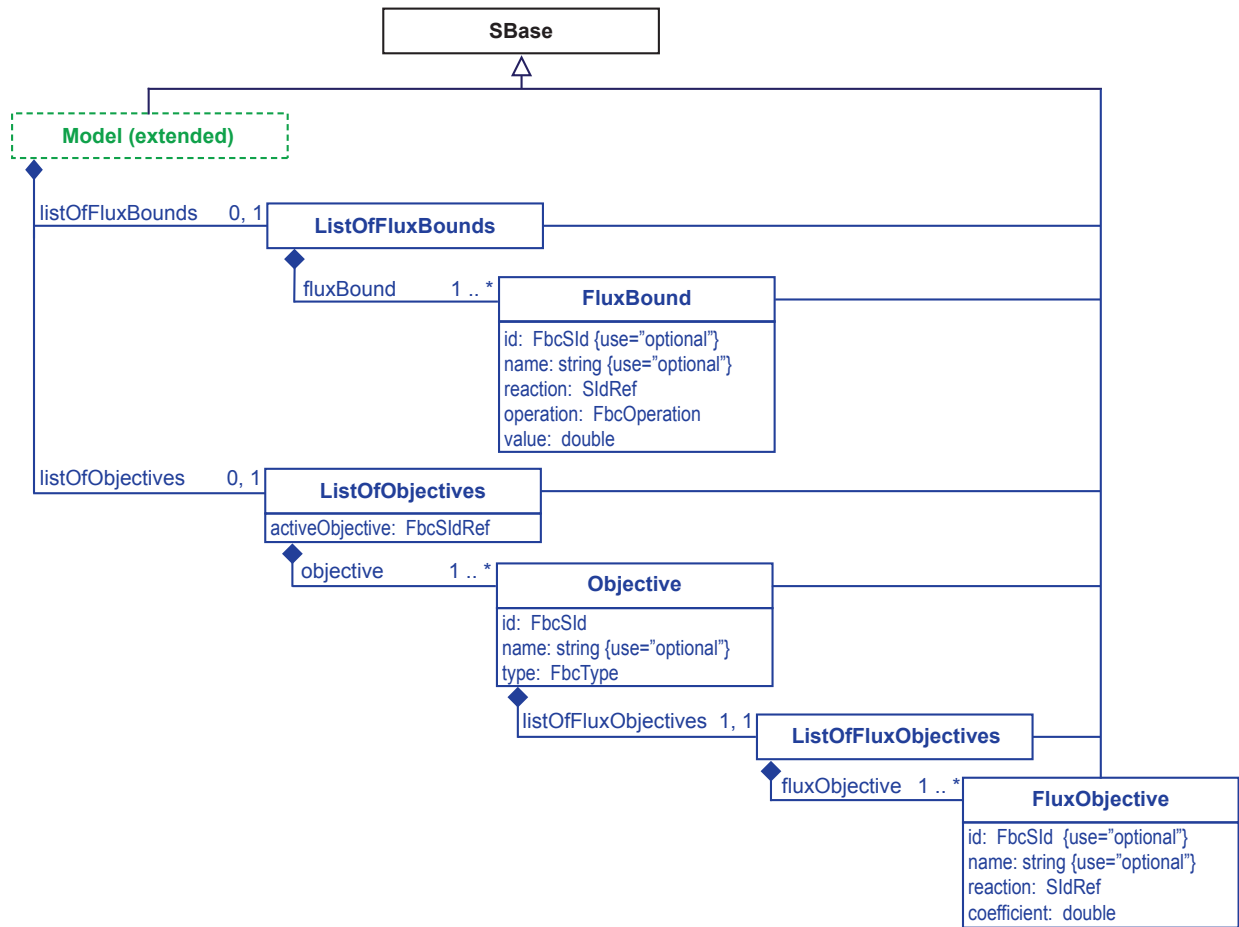 SBase
Model (extended)
listOfFluxBounds 0, 1
ListOfFluxBounds
fluxBound 1 .. *
FluxBound
id: FbcSId {use=”optional”}
name: string {use=”optional”}
reaction: SIdRef
operation: FbcOperation
value: double
listOfObjectives 0, 1
ListOfObjectives
activeObjective: FbcSIdRef
objective 1 .. *
Objective
id: FbcSId
name: string {use=”optional”}
type: FbcType
listOfFluxObjectives 1, 1
ListOfFluxObjectives
fluxObjective 1 .. *
FluxObjective
id: FbcSId {use=”optional”}
name: string {use=”optional”}
reaction: SIdRef
coefficient: double